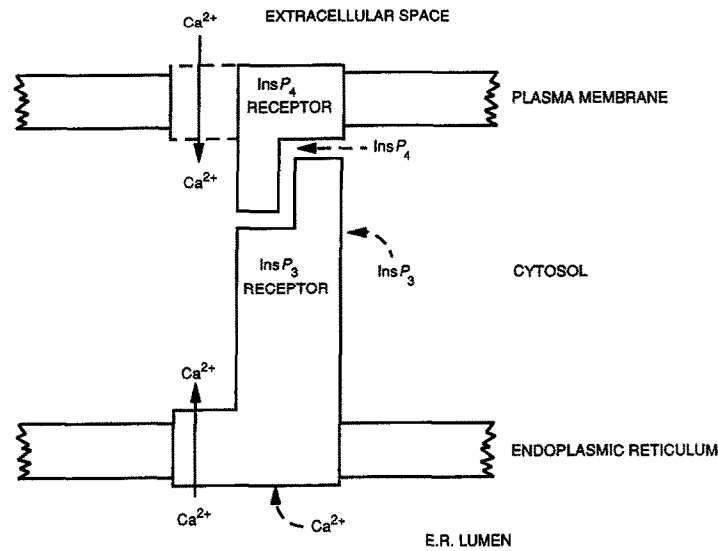 EXTRACELLULAR SPACE
Ca2+
InsP4
RECEPTOR
PLASMA MEMBRANE
InsP4
Ca2+
InsP3
RECEPTOR
InsP3
CYTOSOL
Ca2+
ENDOPLASMIC RETICULUM
Ca2+
Ca2+
E.R. LUMEN